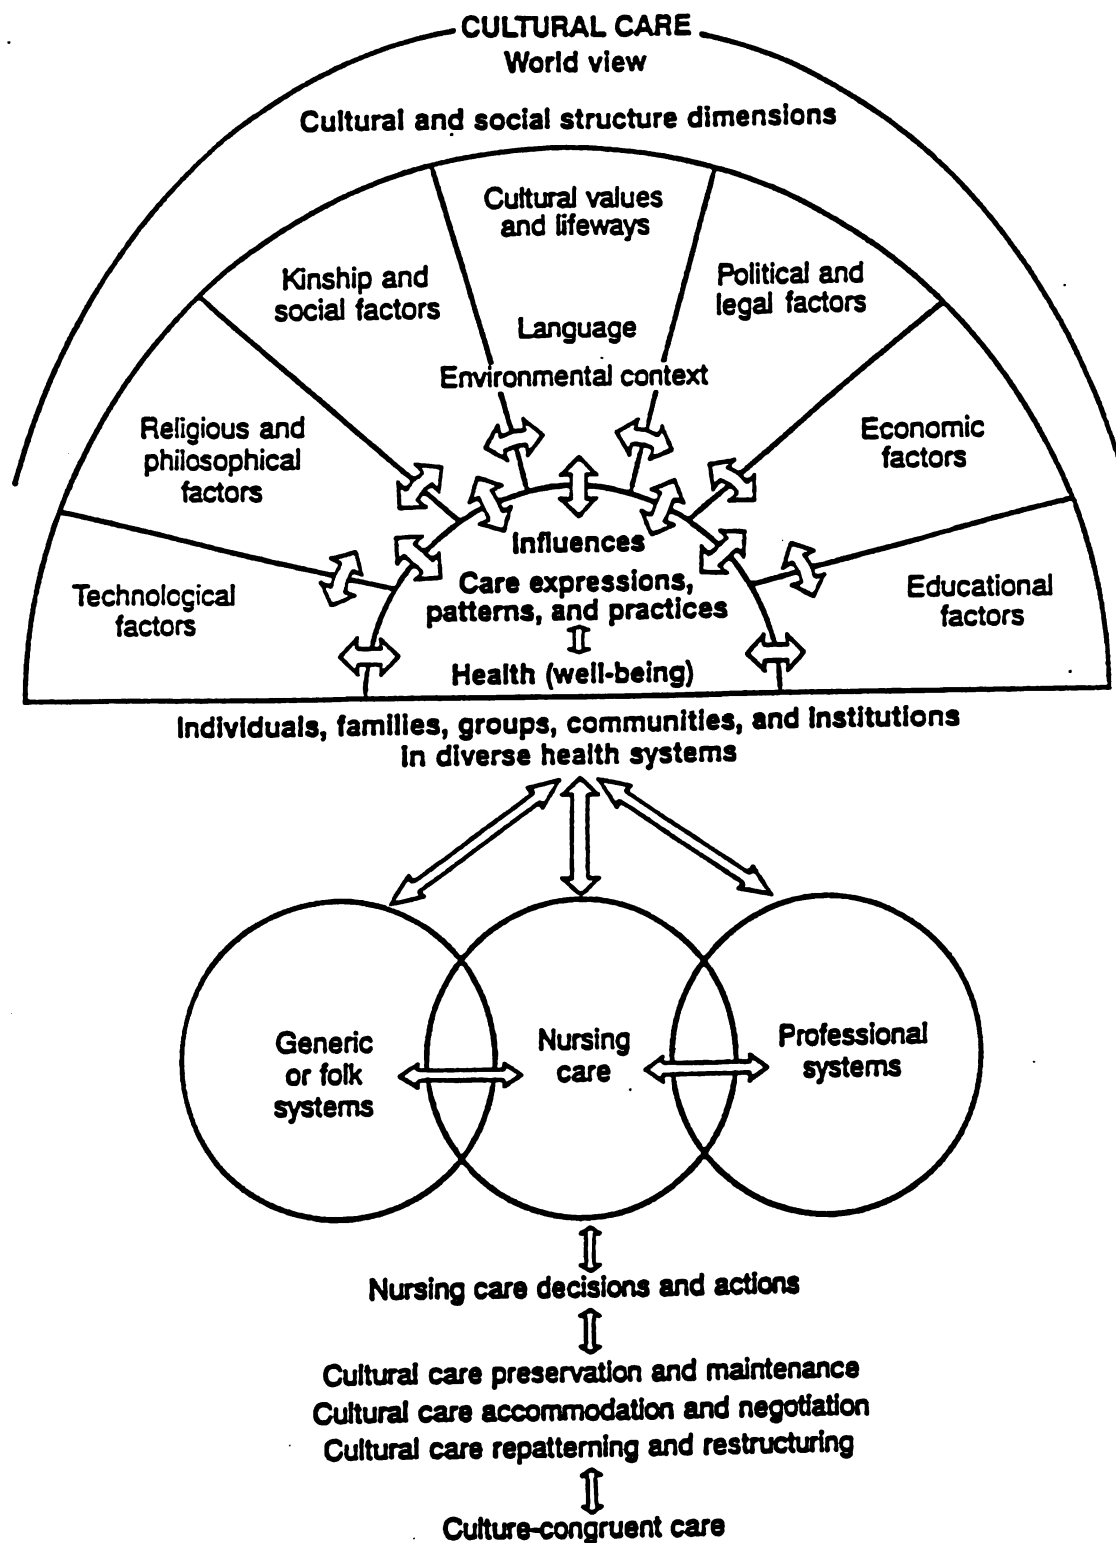 CULTURAL CARE
World view
Cultural and social structure dimensions
Cultural values
and lifeways
Kinship and
social factors
Political and
legal factors
Language
Environmental context
Religious and
philosophical
factors
Economic
factors
Technological
factors
Educational
factors
Influences
Care expressions,
patterns, and practices
Health (well-being)
Individuals, families, groups, communities, and institutions
in diverse health systems
Generic
or folk
systems
Nursing
care
Professional
systems
Nursing care decisions and actions
Cultural care preservation and maintenance
Cultural care accommodation and negotiation
Cultural care repatterning and restructuring
Culture-congruent care